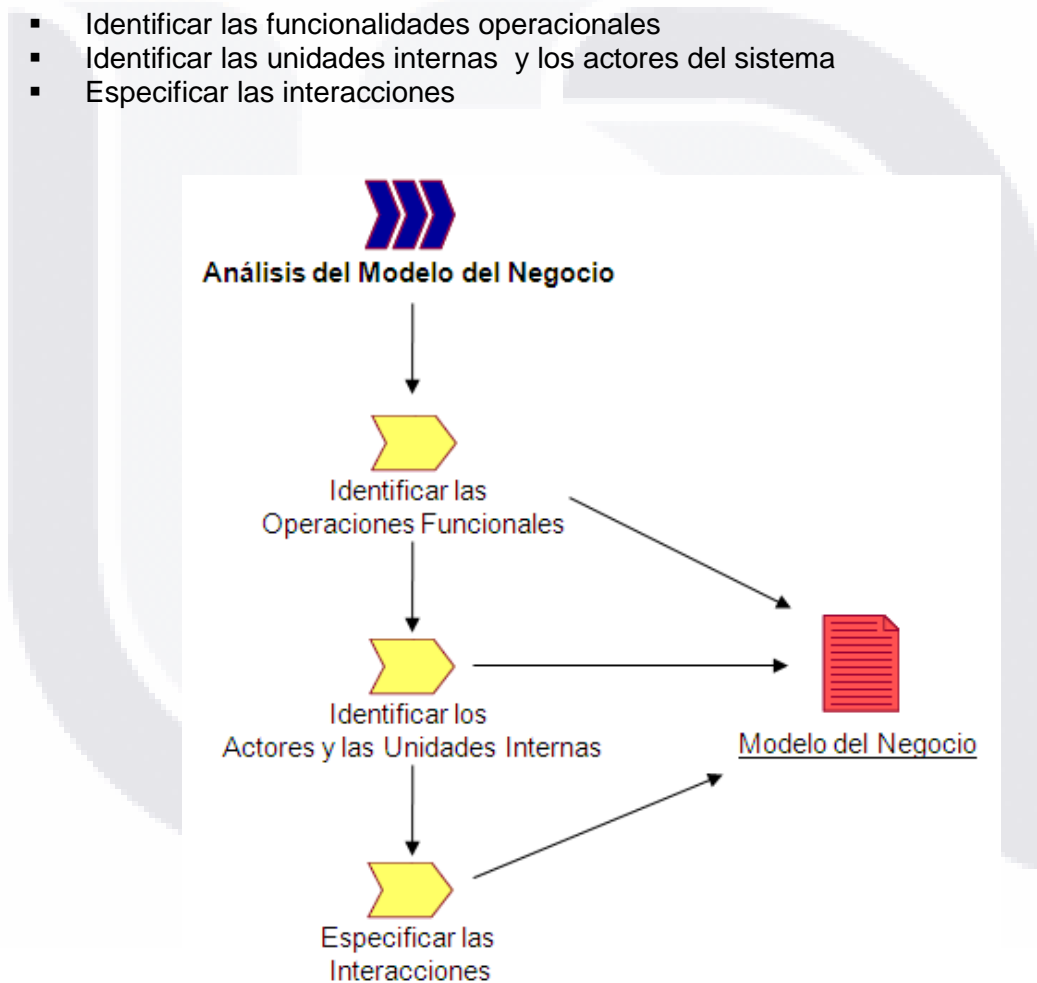 ▪ Identificar las funcionalidades operacionales
▪ Identificar las unidades internas y los actores del sistema
▪ Especificar las interacciones
Análisis del Modelo del Negocio
Identificar las
Operaciones Funcionales
Identificar los
Actores y las Unidades Internas
Modelo del Negocio
Especificar las
Interacciones